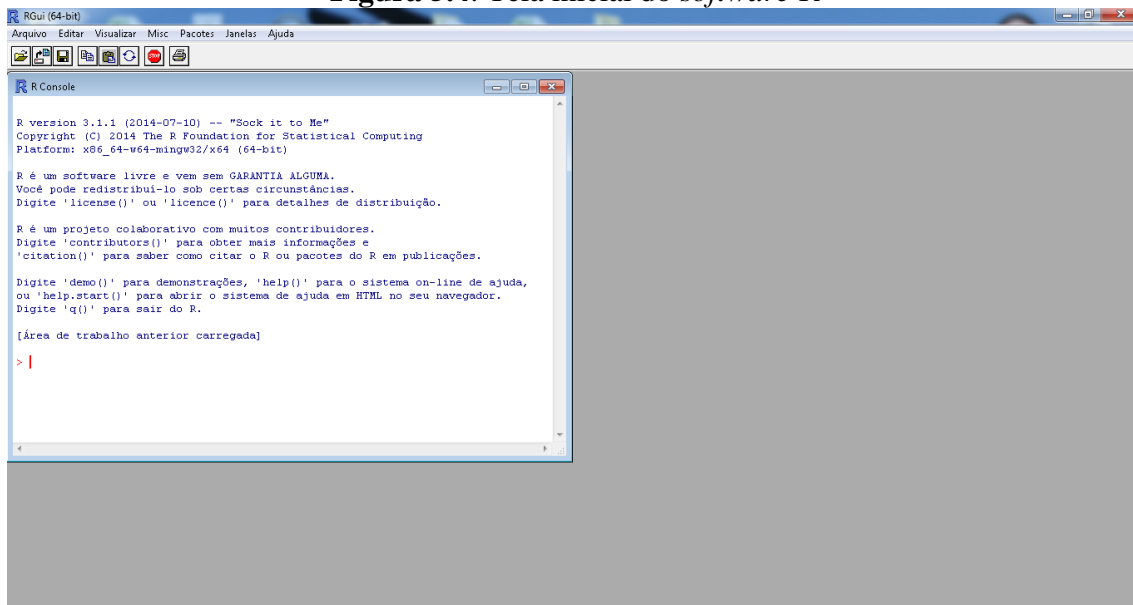 Tela inicial do software R
RGui (64-bit)
Arquivo Editar Visualizar Misc Pacotes Janelas Ajuda
STOP
R Console
R version 3.1.1 (2014-07-10) -- "Sock it to Me"
Copyright (C) 2014 The R Foundation for Statistical Computing
Platform: x86_64-w64-mingw32/x64 (64-bit)
R é um software livre e vem sem GARANTIA ALGUMA.
Você pode redistribuí-lo sob certas circunstâncias.
Digite 'license()' ou 'licence()' para detalhes de distribuição.
R é um projeto colaborativo com muitos contribuidores.
Digite 'contributors()' para obter mais informações e
'citation()' para saber como citar o R ou pacotes do R em publicações.
Digite 'demo()' para demonstrações, 'help()' para o sistema on-line de ajuda,
ou 'help.start()' para abrir o sistema de ajuda em HTML no seu navegador.
Digite 'q()' para sair do R.
[Área de trabalho anterior carregada]
>